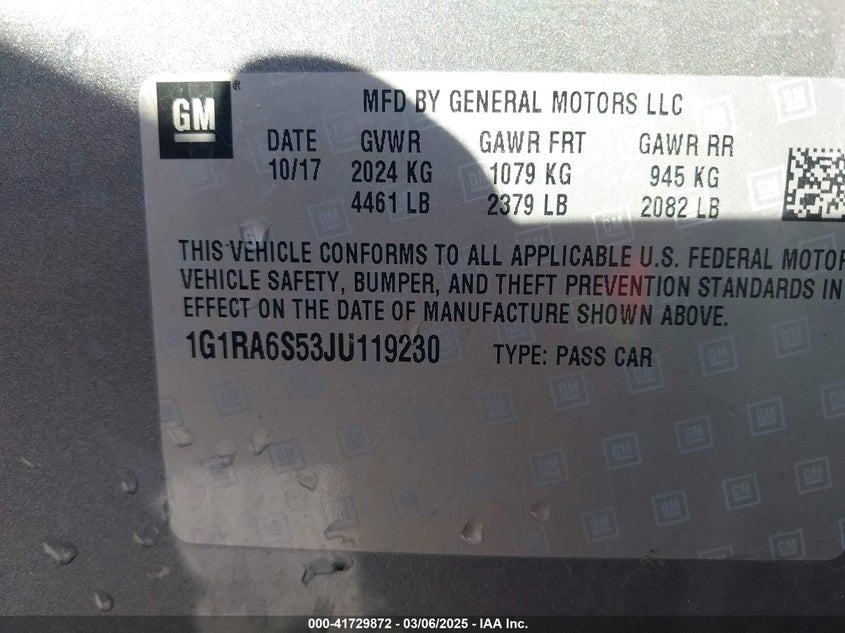 GM ®
MFD BY GENERAL MOTORS LLC
DATE GVWR GAWR FRT GAWR RR
10/17 2024 KG 1079 KG 945 KG
4461 LB 2379 LB 2082 LB
THIS VEHICLE CONFORMS TO ALL APPLICABLE U.S. FEDERAL MOTOR
VEHICLE SAFETY, BUMPER, AND THEFT PREVENTION STANDARDS IN
EFFECT ON THE DATE OF MANUFACTURE SHOWN ABOVE.
1G1RA6S53JU119230 TYPE: PASS CAR
000-41729872 - 03/06/2025 - IAA Inc.